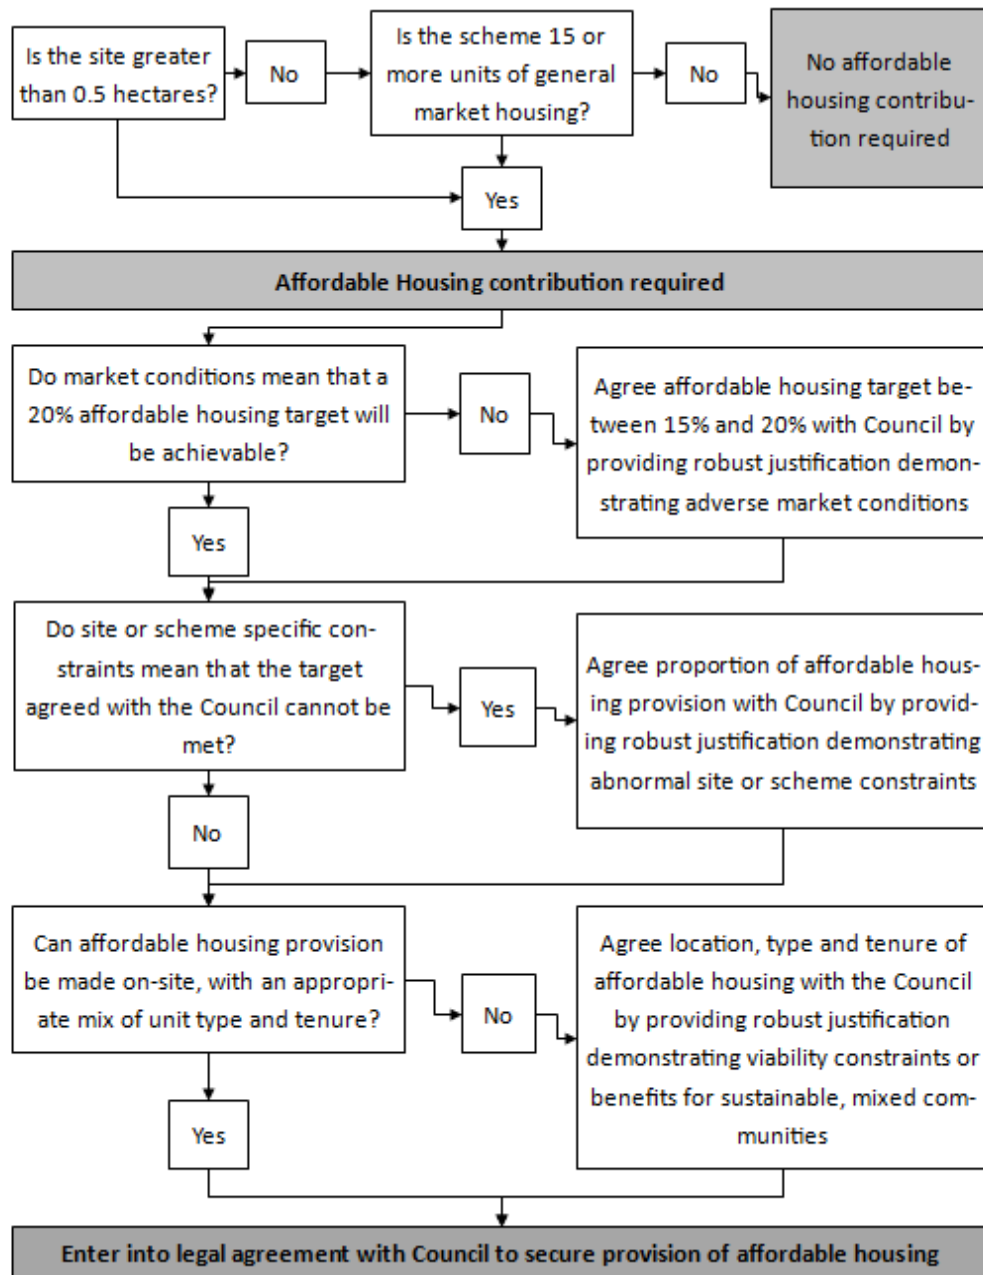 Is the site greater
than 0.5 hectares?
No
Is the scheme 15 or
more units of general
market housing?
No
No affordable
housing contribu-
tion required
Yes
Affordable Housing contribution required
Do market conditions mean that a
20% affordable housing target will
be achievable?
No
Agree affordable housing target be-
tween 15% and 20% with Council by
providing robust justification demon-
strating adverse market conditions
Yes
Do site or scheme specific con-
straints mean that the target
agreed with the Council cannot be
met?
Yes
Agree proportion of affordable hous-
ing provision with Council by provid-
ing robust justification demonstrating
abnormal site or scheme constraints
No
Can affordable housing provision
be made on-site, with an appropri-
ate mix of unit type and tenure?
No
Agree location, type and tenure of
affordable housing with the Council
by providing robust justification
demonstrating viability constraints or
benefits for sustainable, mixed com-
munities
Yes
Enter into legal agreement with Council to secure provision of affordable housing